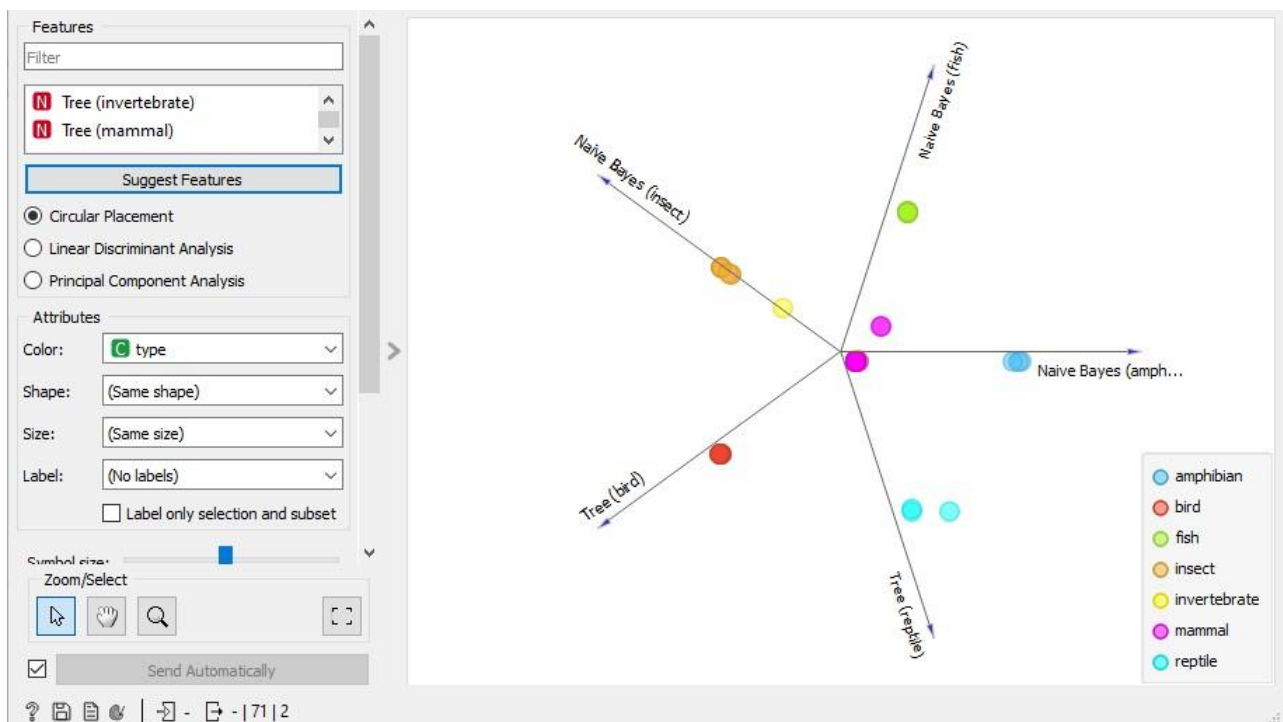 Features
Filter
N Tree (invertebrate)
N Tree (mammal)
Suggest Features
Circular Placement
Linear Discriminant Analysis
Principal Component Analysis
Attributes
Color: C type
Shape: (Same shape)
Size: (Same size)
Label: (No labels)
Label only selection and subset
Symbol size:
Zoom/Select
Send Automatically
? - - | 71 | 2
Naive Bayes (fish)
Naive Bayes (insect)
Naive Bayes (amph...
Tree (bird)
Tree (reptile)
amphibian
bird
fish
insect
invertebrate
mammal
reptile